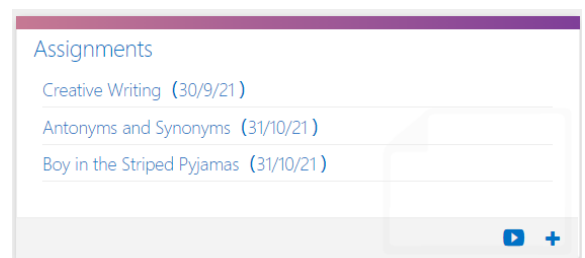 Assignments
Creative Writing (30/9/21)
Antonyms and Synonyms (31/10/21)
Boy in the Striped Pyjamas (31/10/21)